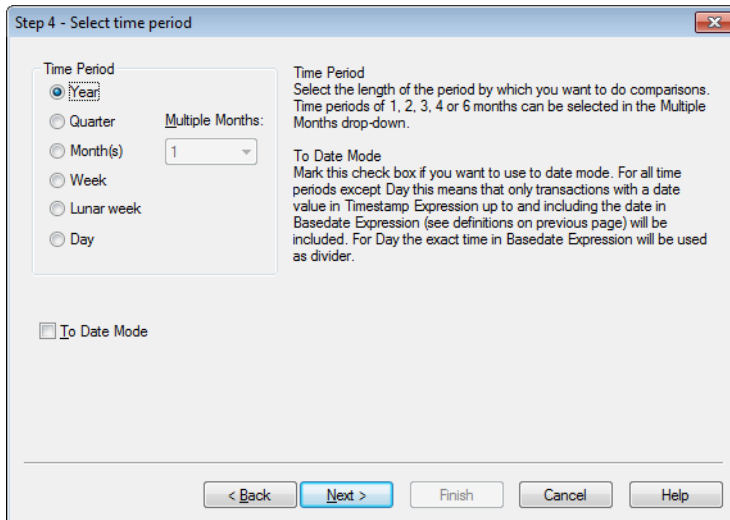 Step 4 - Select time period
Time Period
Year
Quarter
Multiple Months:
Month(s)
1
Week
Lunar week
Day
To Date Mode
Time Period
Select the length of the period by which you want to do comparisons.
Time periods of 1, 2, 3, 4 or 6 months can be selected in the Multiple
Months drop-down.
To Date Mode
Mark this check box if you want to use to date mode. For all time
periods except Day this means that only transactions with a date
value in Timestamp Expression up to and including the date in
Basedate Expression (see definitions on previous page) will be
included. For Day the exact time in Basedate Expression will be used
as divider.
< Back
Next >
Finish
Cancel
Help